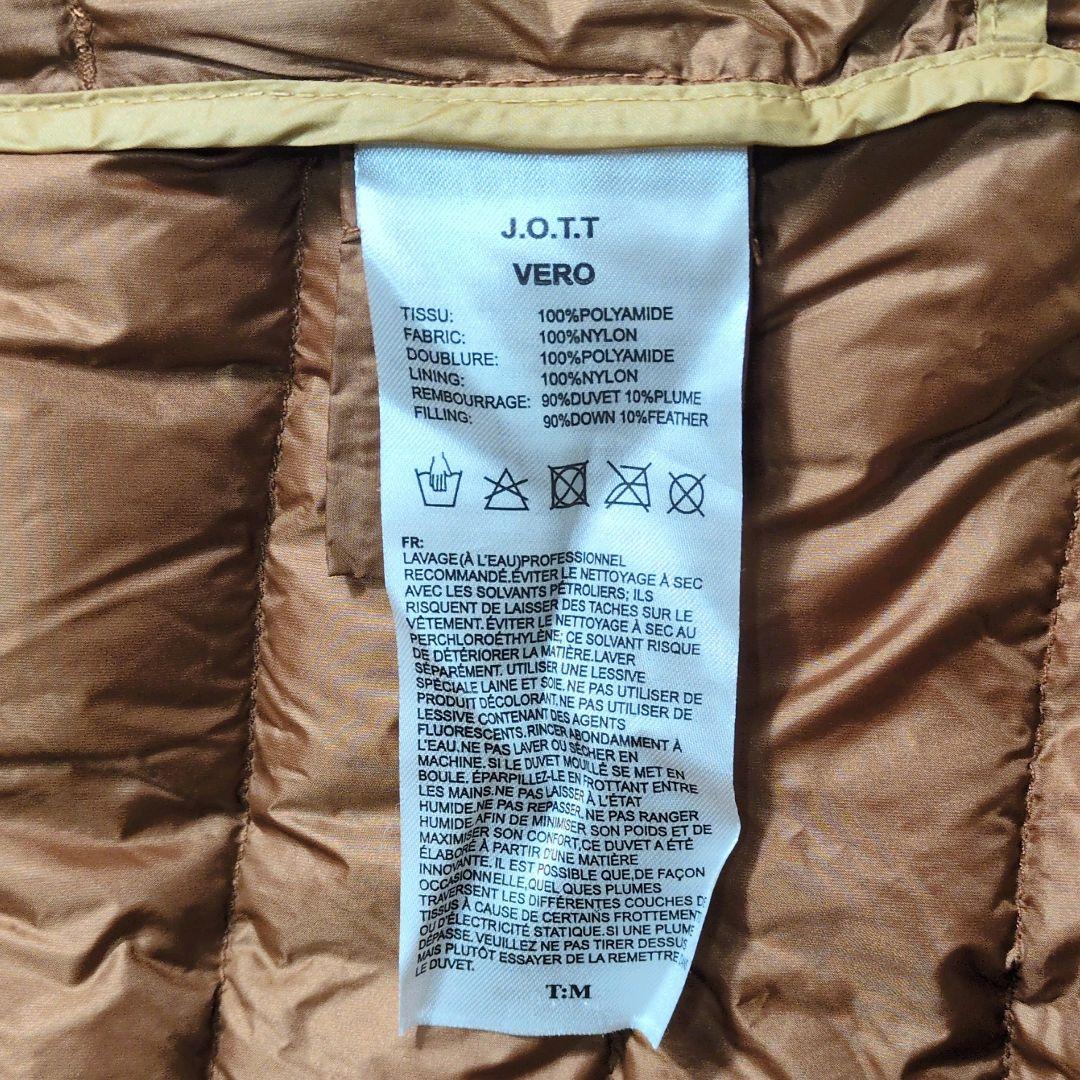 J.O.T.T
VERO
TISSU: 100%POLYAMIDE
FABRIC: 100%NYLON
DOUBLURE: 100%POLYAMIDE
LINING: 100%NYLON
REMBOURRAGE: 90%DUVET 10%PLUME
FILLING: 90%DOWN 10%FEATHER
FR:
LAVAGE(À L'EAU)PROFESSIONNEL
RECOMMANDÉ.ÉVITER LE NETTOYAGE À SEC
AVEC LES SOLVANTS PÉTROLIERS; ILS
RISQUENT DE LAISSER DES TACHES SUR LE
VÊTEMENT.ÉVITER LE NETTOYAGE À SEC AU
PERCHLOROÉTHYLÈNE; CE SOLVANT RISQUE
DE DÉTÉRIORER LA MATIÈRE.LAVER
SÉPARÉMENT. UTILISER UNE LESSIVE
SPÉCIALE LAINE ET SOIE.NE PAS UTILISER DE
PRODUIT DÉCOLORANT.NE PAS UTILISER DE
LESSIVE CONTENANT DES AGENTS
FLUORESCENTS.RINCER ABONDAMMENT À
L'EAU.NE PAS LAVER OU SÉCHER EN
MACHINE.SI LE DUVET MOUILLÉ SE MET EN
BOULE, ÉPARPILLEZ-LE EN FROTTANT ENTRE
LES MAINS.NE PAS LAISSER À L'ÉTAT
HUMIDE.NE PAS REPASSER.NE PAS RANGER
HUMIDE.AFIN DE MINIMISER SON POIDS ET DE
MAXIMISER SON CONFORT,CE DUVET A ÉTÉ
ÉLABORÉ À PARTIR D'UNE MATIÈRE
INNOVANTE. IL EST POSSIBLE QUE,DE FAÇON
OCCASIONNELLE,QUEL QUES PLUMES
TRAVERSENT LES DIFFÉRENTES COUCHES DE
TISSUS À CAUSE DE CERTAINS FROTTEMENT
OU D'ÉLECTRICITÉ STATIQUE.SI UNE PLUME
DÉPASSE.VEUILLEZ NE PAS TIRER DESSUS
MAIS PLUTÔT ESSAYER DE LA REMETTRE DANS
LE DUVET.
T:M